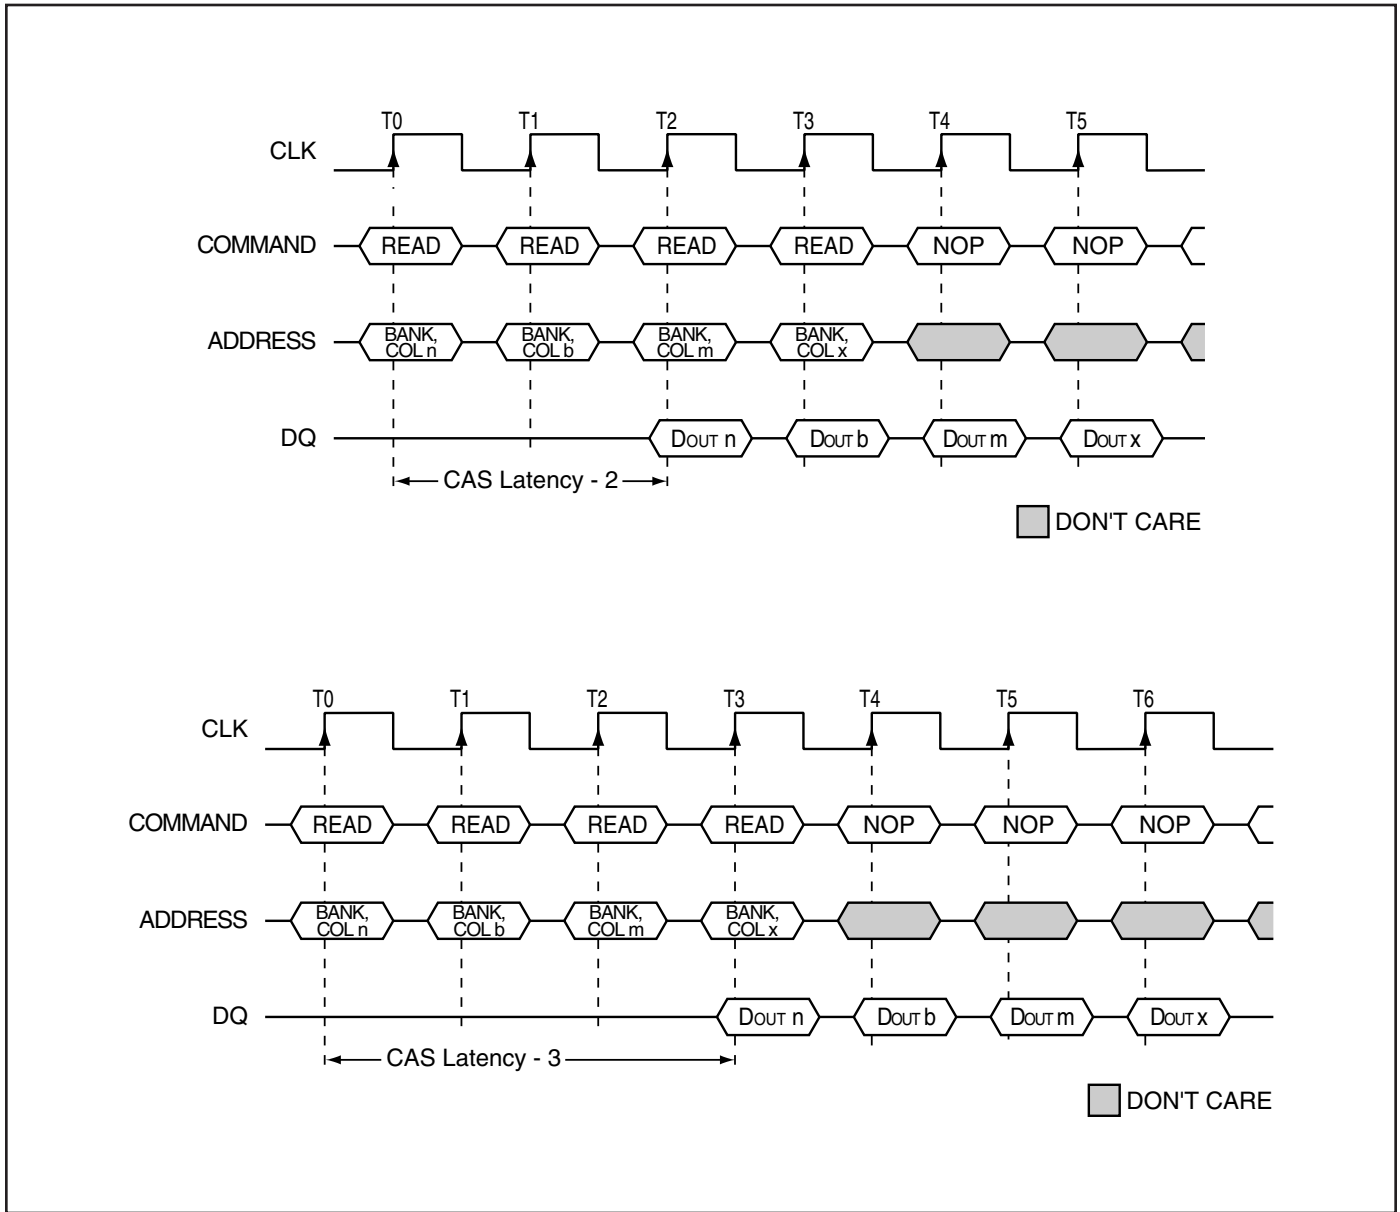 T0 T1 T2 T3 T4 T5
CLK
COMMAND READ READ READ READ NOP NOP
ADDRESS BANK, COL n BANK, COL b BANK, COL m BANK, COL x
DQ DOUT n DOUT b DOUT m DOUT x
CAS Latency - 2
DON'T CARE
T0 T1 T2 T3 T4 T5 T6
CLK
COMMAND READ READ READ READ NOP NOP NOP
ADDRESS BANK, COL n BANK, COL b BANK, COL m BANK, COL x
DQ DOUT n DOUT b DOUT m DOUT x
CAS Latency - 3
DON'T CARE